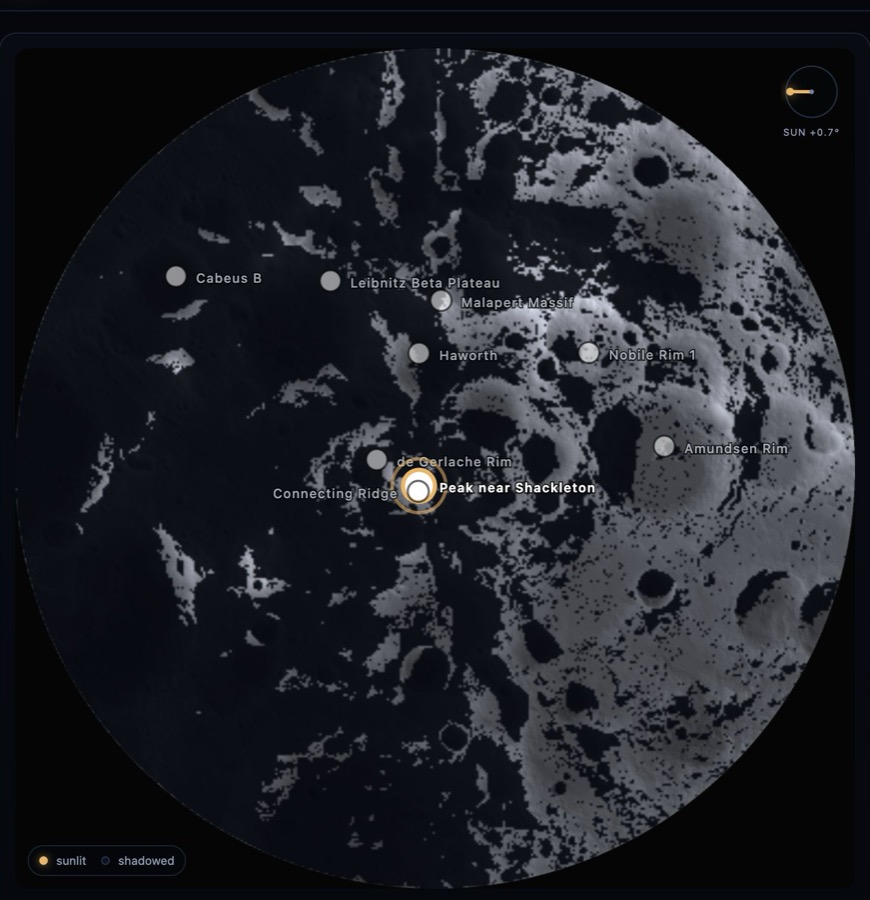 SUN +0.7°
Cabeus B
Leibnitz Beta Plateau
Malapert Massif
Haworth
Nobile Rim 1
Amundsen Rim
de Gerlache Rim
Connecting Ridge
Peak near Shackleton
sunlit
shadowed